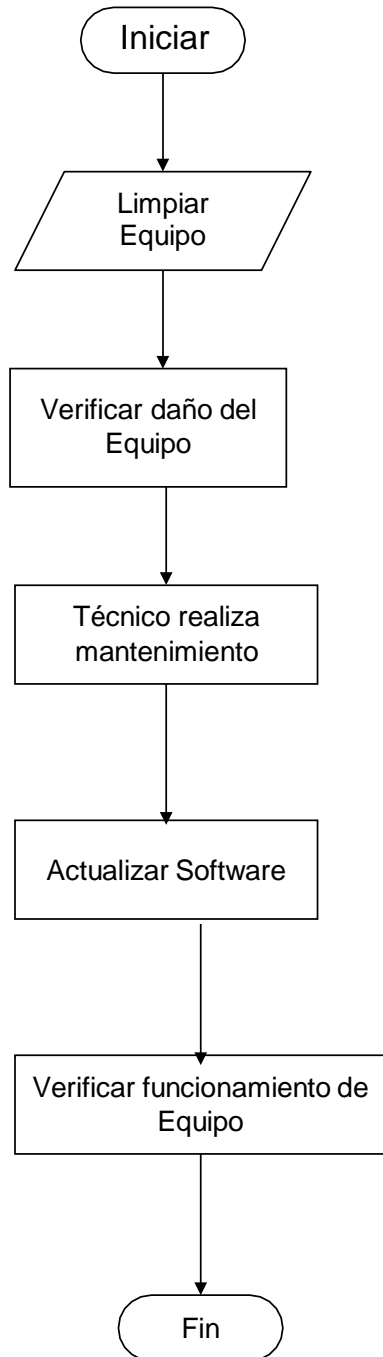 Iniciar
Limpiar
Equipo
Verificar daño del
Equipo
Técnico realiza
mantenimiento
Actualizar Software
Verificar funcionamiento de
Equipo
Fin